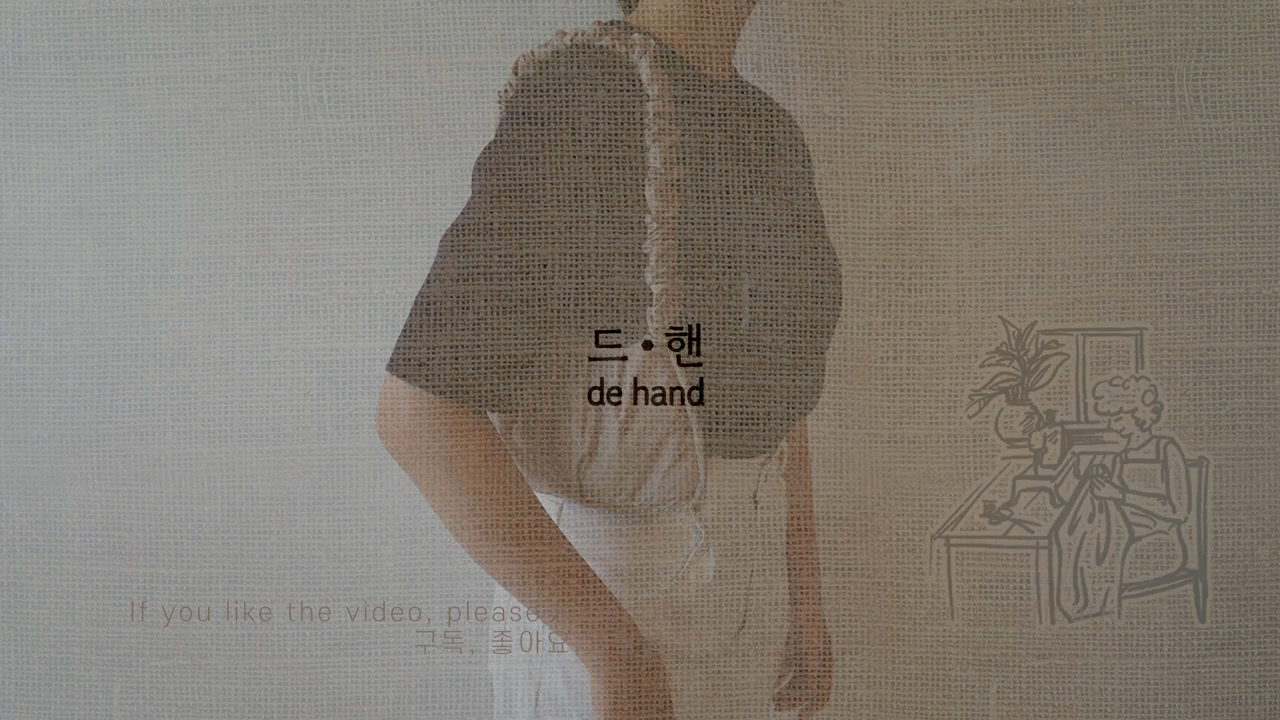 드•핸
de hand
If you like the video, please
구독, 좋아요